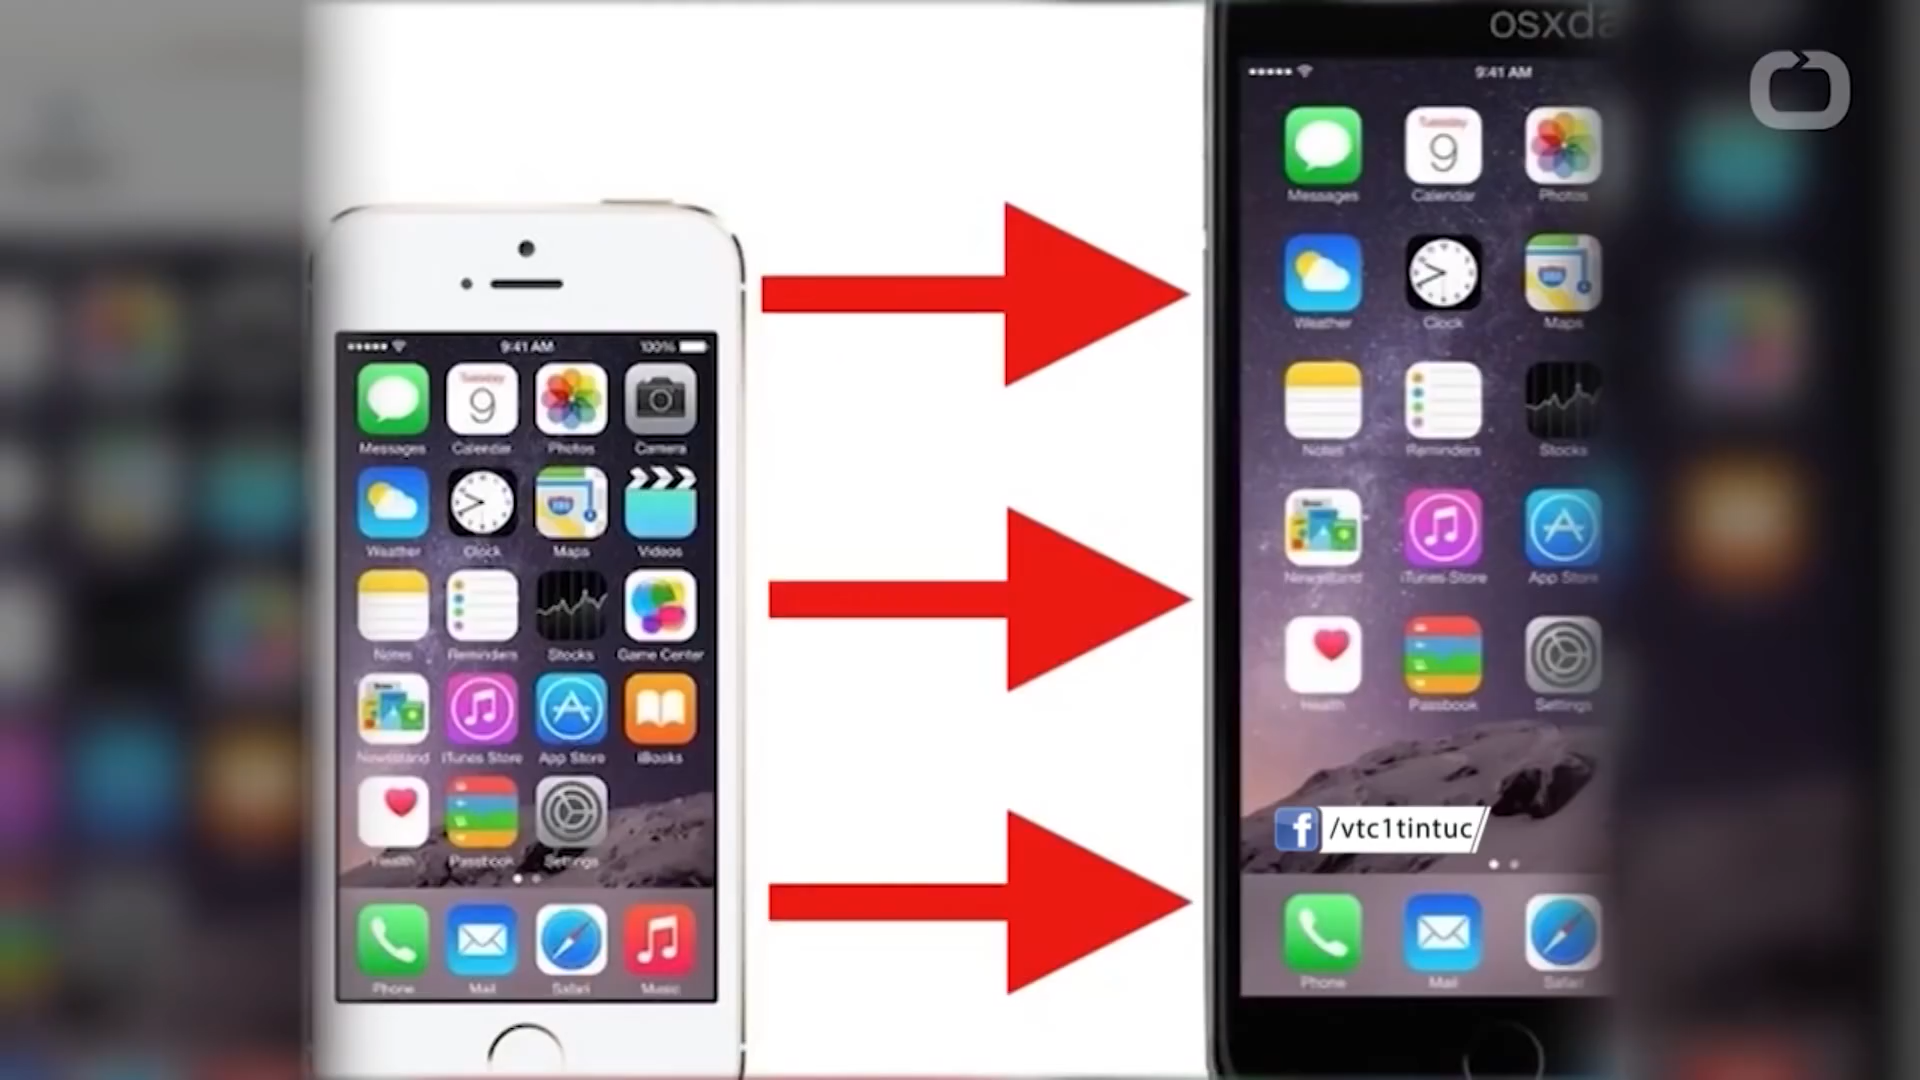 osxda
9:41 AM 100%
Tuesday
9
Messages Calendar Photos Camera
Weather Clock Maps Videos
Notes Reminders Stocks Game Center
Newsstand iTunes Store App Store iBooks
Health Passbook Settings
Phone Mail Safari Music
9:41 AM
Tuesday
9
Messages Calendar Photos
Weather Clock Maps
Notes Reminders Stocks
Newsstand iTunes Store App Store
Health Passbook Settings
f /vtc1tintuc
Phone Mail Safari